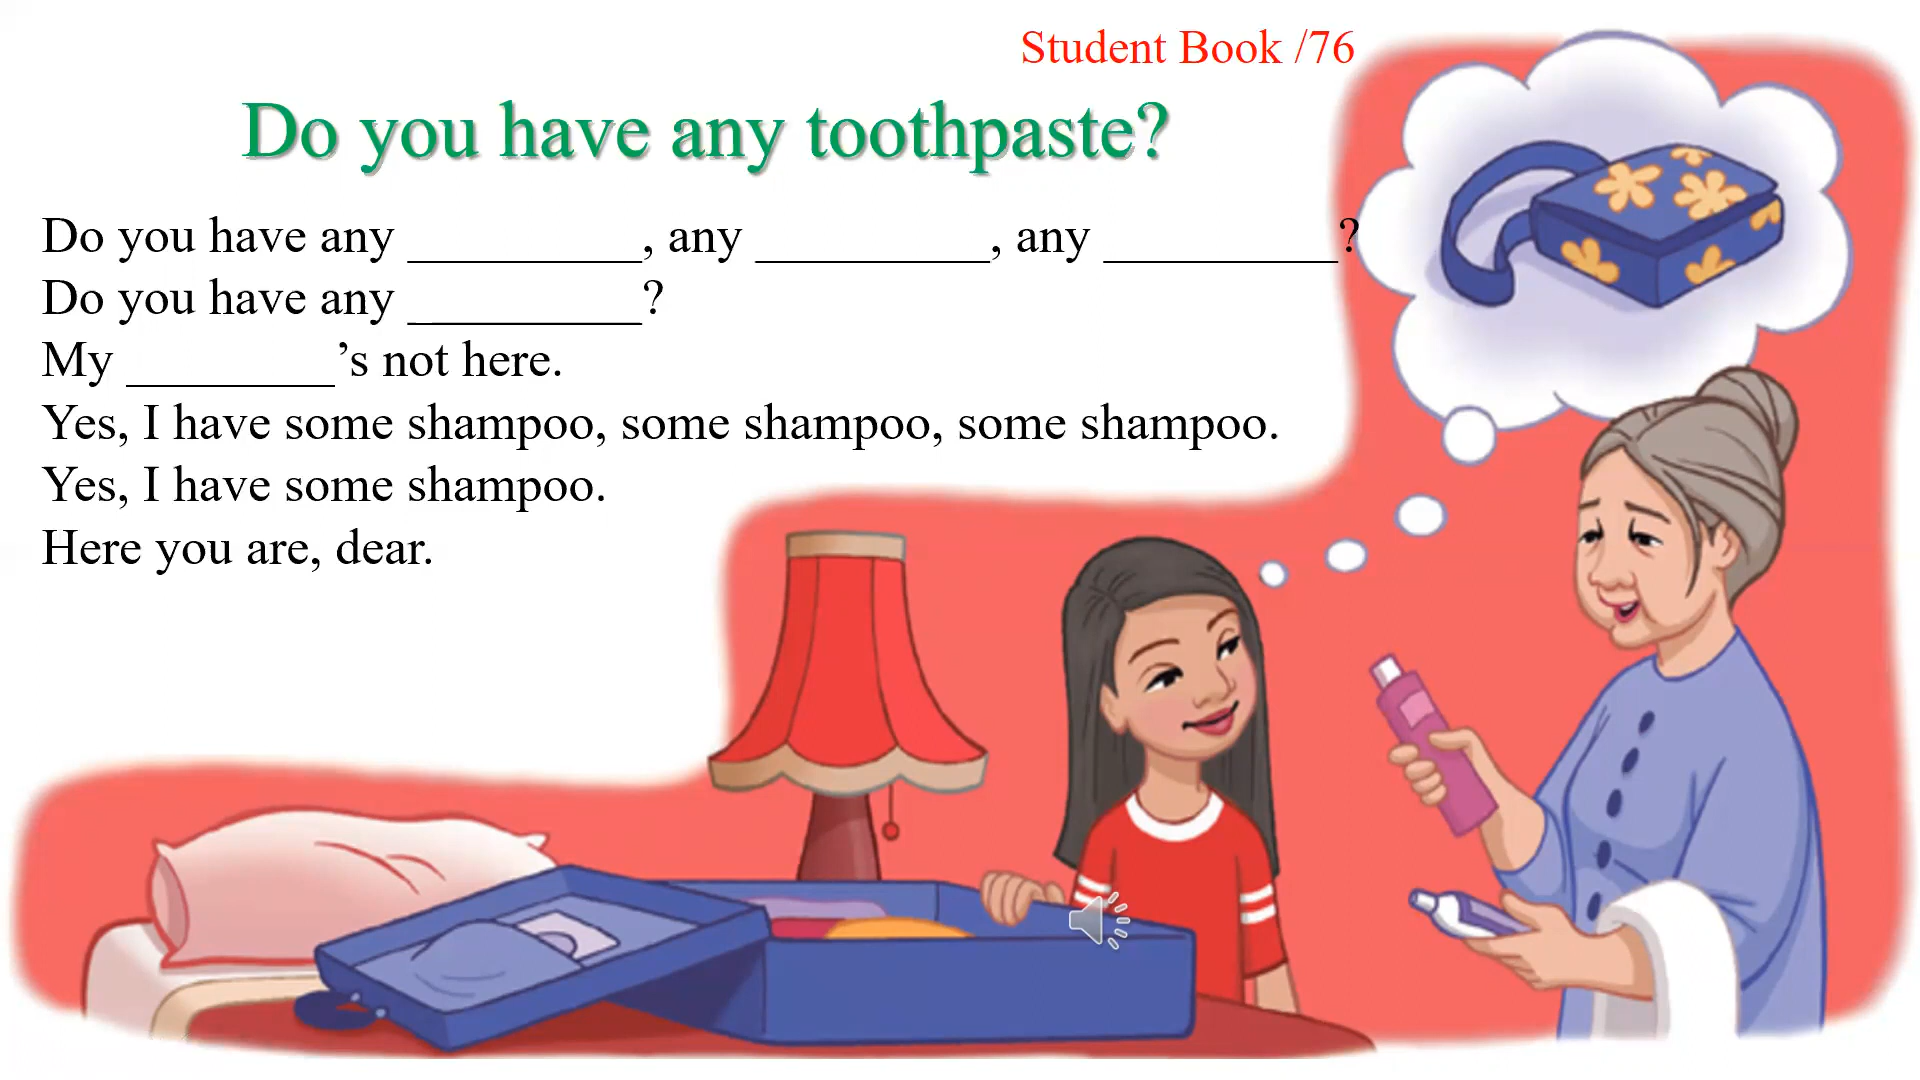 Student Book /76
Do you have any toothpaste?
Do you have any _________, any _________, any _________?
Do you have any _________?
My ________’s not here.
Yes, I have some shampoo, some shampoo, some shampoo.
Yes, I have some shampoo.
Here you are, dear.